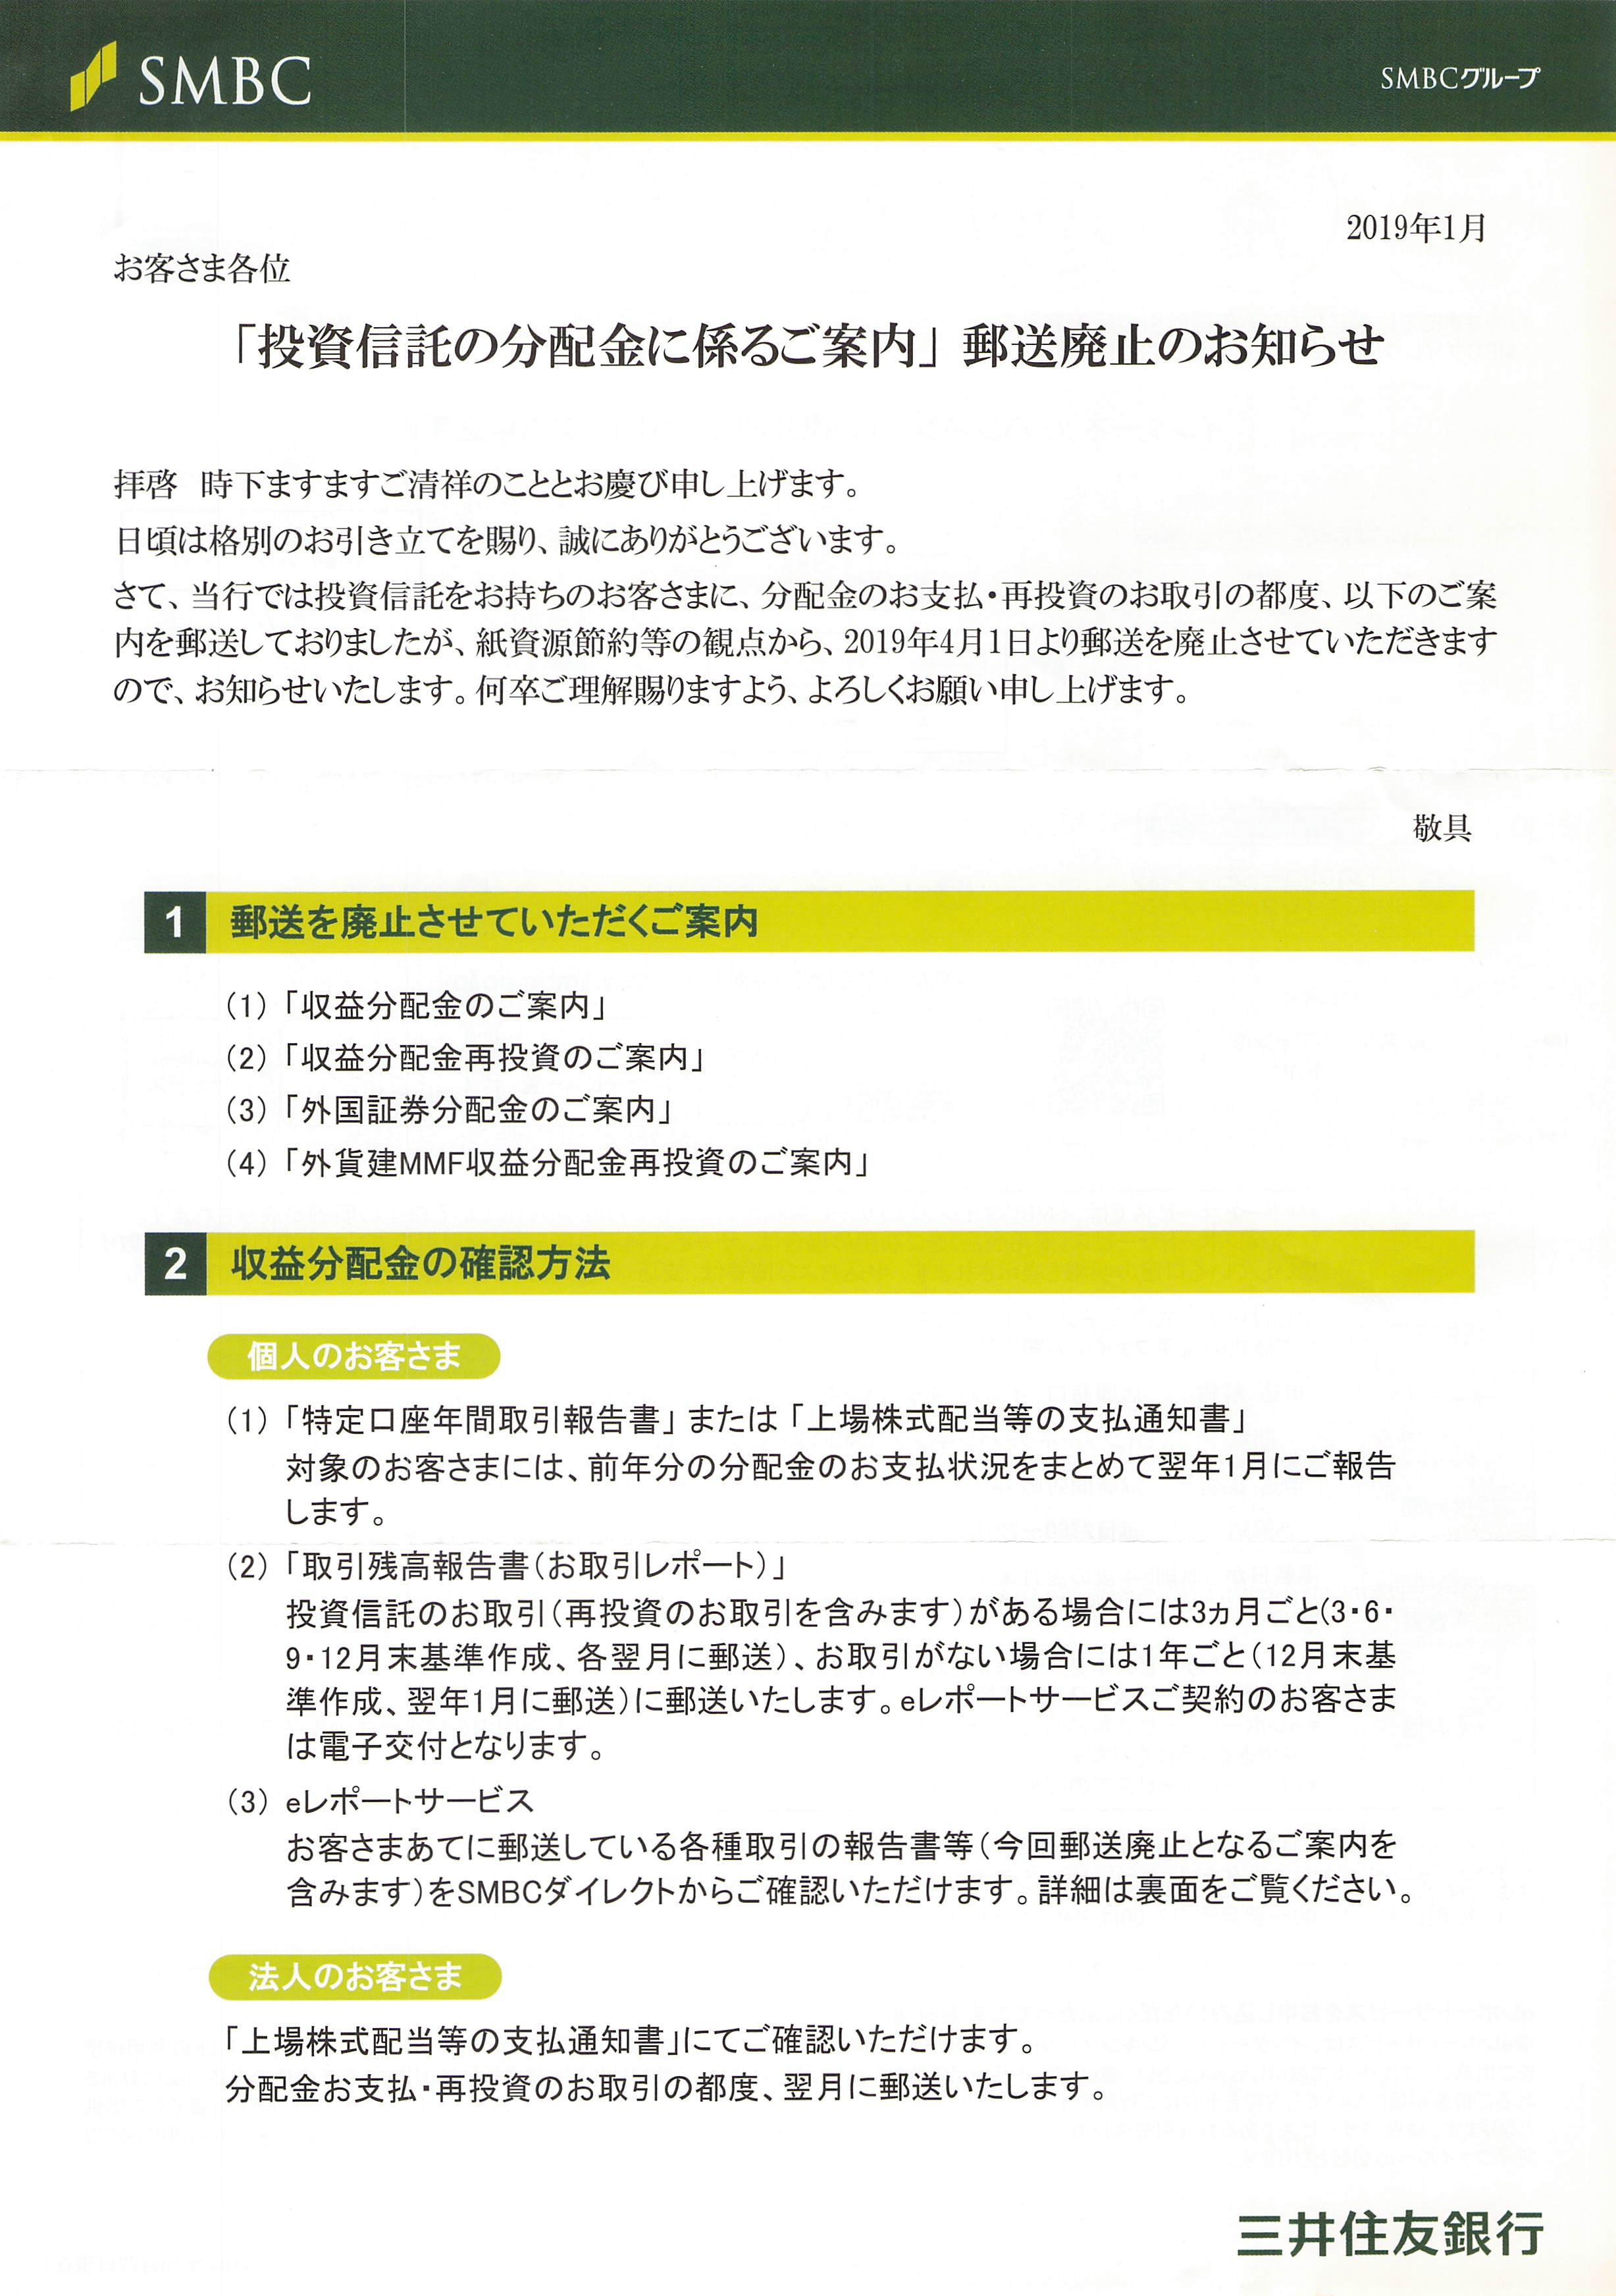 SMBC
SMBCグループ
2019年1月
お客さま各位
「投資信託の分配金に係るご案内」郵送廃止のお知らせ
拝啓　時下ますますご清祥のこととお慶び申し上げます。
日頃は格別のお引き立てを賜り、誠にありがとうございます。
さて、当行では投資信託をお持ちのお客さまに、分配金のお支払・再投資のお取引の都度、以下のご案
内を郵送しておりましたが、紙資源節約等の観点から、2019年4月1日より郵送を廃止させていただきます
ので、お知らせいたします。何卒ご理解賜りますよう、よろしくお願い申し上げます。
敬具
1 郵送を廃止させていただくご案内
(1)「収益分配金のご案内」
(2)「収益分配金再投資のご案内」
(3)「外国証券分配金のご案内」
(4)「外貨建MMF収益分配金再投資のご案内」
2 収益分配金の確認方法
個人のお客さま
(1)「特定口座年間取引報告書」または「上場株式配当等の支払通知書」
対象のお客さまには、前年分の分配金のお支払状況をまとめて翌年1月にご報告
します。
(2)「取引残高報告書(お取引レポート)」
投資信託のお取引(再投資のお取引を含みます)がある場合には3ヵ月ごと(3・6・
9・12月末基準作成、各翌月に郵送)、お取引がない場合には1年ごと(12月末基
準作成、翌年1月に郵送)に郵送いたします。eレポートサービスご契約のお客さま
は電子交付となります。
(3) eレポートサービス
お客さまあてに郵送している各種取引の報告書等(今回郵送廃止となるご案内を
含みます)をSMBCダイレクトからご確認いただけます。詳細は裏面をご覧ください。
法人のお客さま
「上場株式配当等の支払通知書」にてご確認いただけます。
分配金お支払・再投資のお取引の都度、翌月に郵送いたします。
三井住友銀行